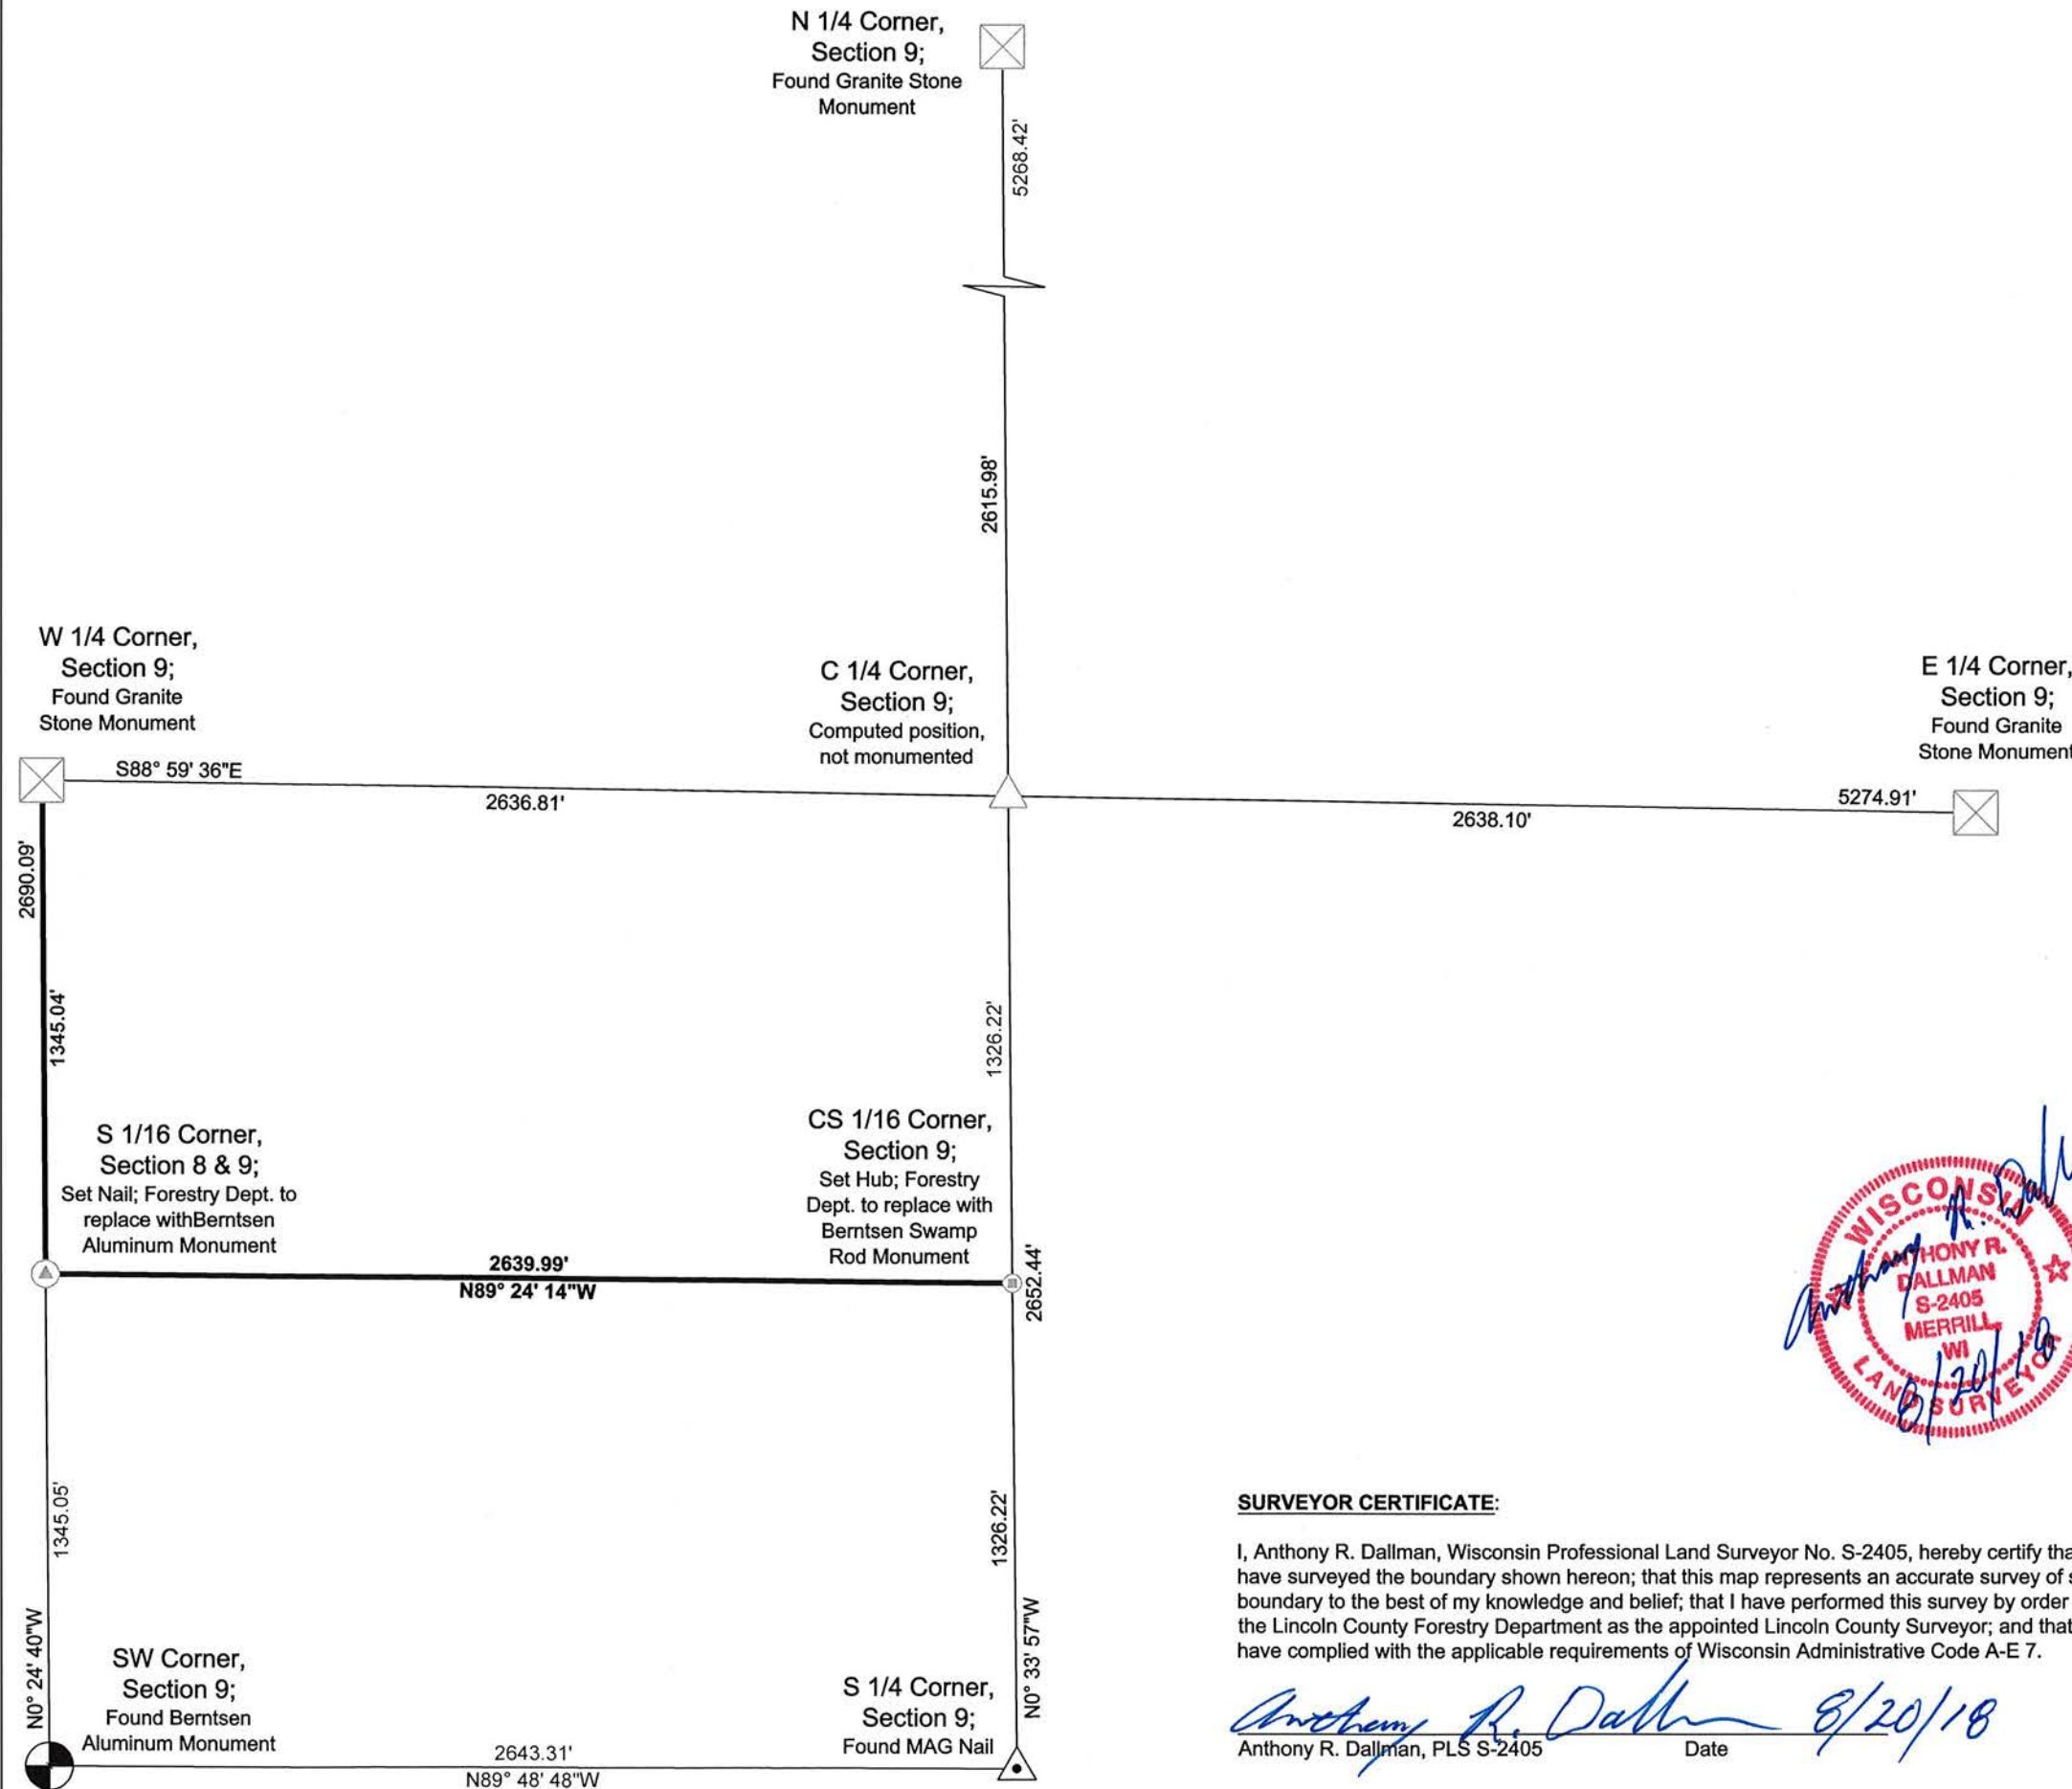 N 1/4 Corner,
Section 9;
Found Granite Stone
Monument
5268.42'
2615.98'
W 1/4 Corner,
Section 9;
Found Granite
Stone Monument
C 1/4 Corner,
Section 9;
Computed position,
not monumented
E 1/4 Corner,
Section 9;
Found Granite
Stone Monument
S88° 59' 36"E
2636.81'
5274.91'
2638.10'
2690.09'
1345.04'
1326.22'
S 1/16 Corner,
Section 8 & 9;
Set Nail; Forestry Dept. to
replace withBerntsen
Aluminum Monument
CS 1/16 Corner,
Section 9;
Set Hub; Forestry
Dept. to replace with
Berntsen Swamp
Rod Monument
2639.99'
N89° 24' 14"W
2652.44'
WISCONSIN
ANTHONY R.
DALLMAN
S-2405
MERRILL,
WI
LAND SURVEYOR
Anthony R. Dall
8/20/18
1345.05'
1326.22'
N0° 24' 40"W
N0° 33' 57"W
SW Corner,
Section 9;
Found Berntsen
Aluminum Monument
S 1/4 Corner,
Section 9;
Found MAG Nail
2643.31'
N89° 48' 48"W
SURVEYOR CERTIFICATE:
I, Anthony R. Dallman, Wisconsin Professional Land Surveyor No. S-2405, hereby certify tha
have surveyed the boundary shown hereon; that this map represents an accurate survey of s
boundary to the best of my knowledge and belief; that I have performed this survey by order
the Lincoln County Forestry Department as the appointed Lincoln County Surveyor; and that
have complied with the applicable requirements of Wisconsin Administrative Code A-E 7.
Anthony R. Dallman 8/20/18
Anthony R. Dallman, PLS S-2405 Date